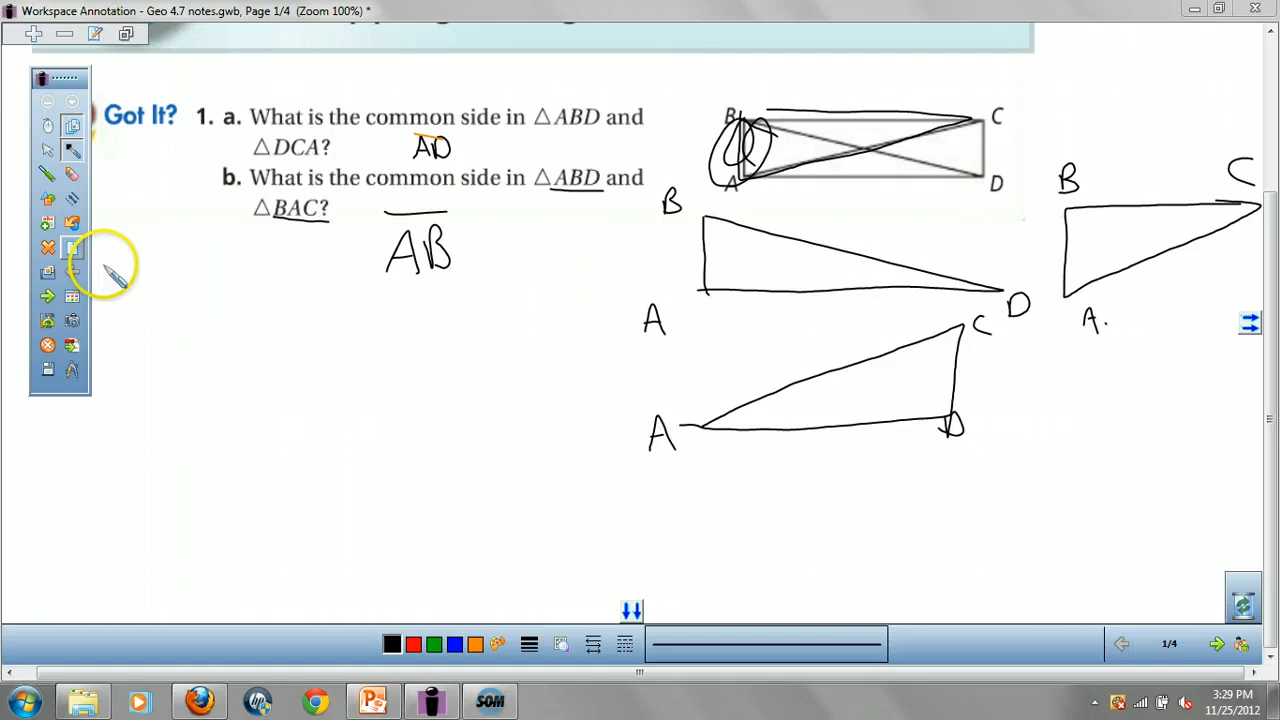 Workspace Annotation - Geo 4.7 notes.gwb, Page 1/4 (Zoom 100%) *
Got It? 1. a. What is the common side in △ABD and
△DCA? AD
b. What is the common side in △ABD and
△BAC?
AB
B C
A D
B
A D
B C
A.
C
A D
1/4
SOM
3:29 PM
11/25/2012